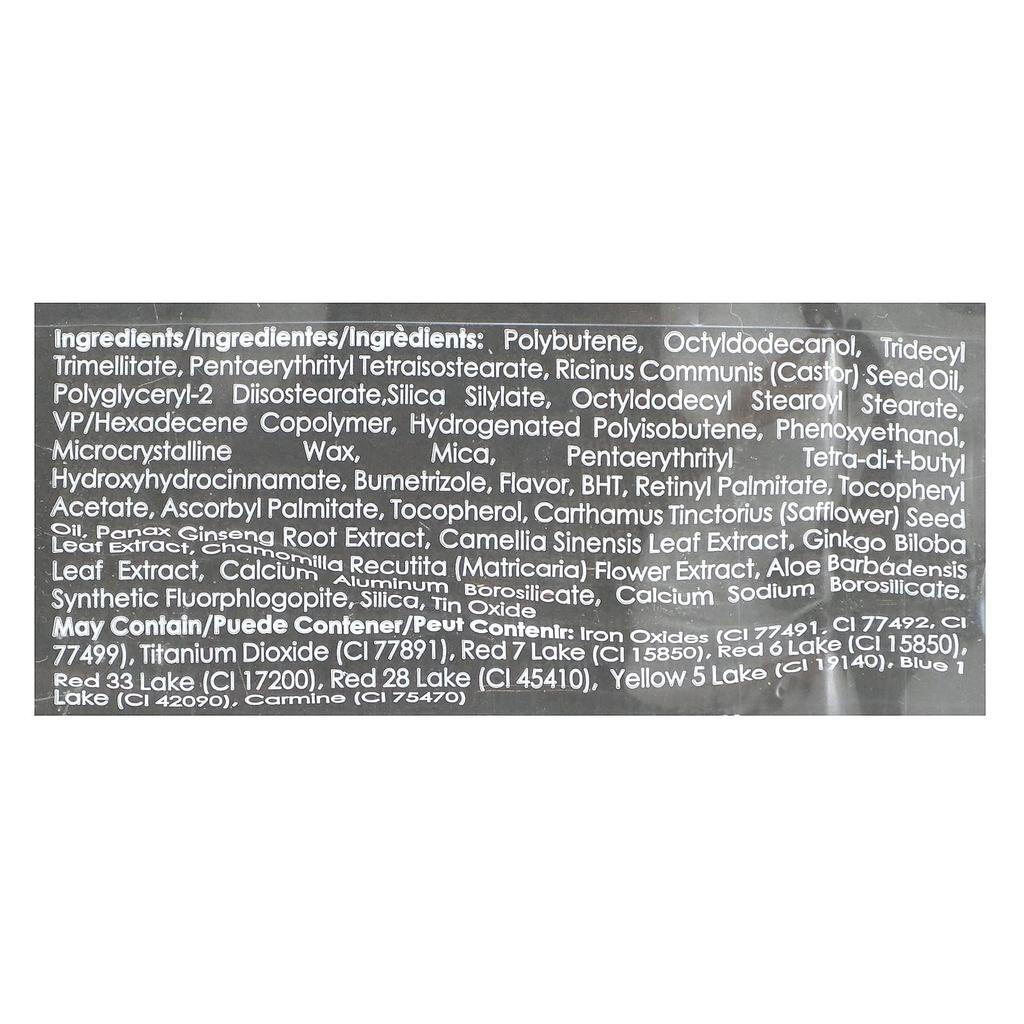 Ingredients/Ingredientes/Ingrèdients: Polybutene, Octyldodecanol, Tridecyl
Trimellitate, Pentaerythrityl Tetraisostearate, Ricinus Communis (Castor) Seed Oil,
Polyglyceryl-2 Diisostearate,Silica Silylate, Octyldodecyl Stearoyl Stearate,
VP/Hexadecene Copolymer, Hydrogenated Polyisobutene, Phenoxyethanol,
Microcrystalline Wax, Mica, Pentaerythrityl Tetra-di-t-butyl
Hydroxyhydrocinnamate, Bumetrizole, Flavor, BHT, Retinyl Palmitate, Tocopheryl
Acetate, Ascorbyl Palmitate, Tocopherol, Carthamus Tinctorius (Safflower) Seed
Oil, Panax Ginseng Root Extract, Camellia Sinensis Leaf Extract, Ginkgo Biloba
Leaf Extract, Chamomilla Recutita (Matricaria) Flower Extract, Aloe Barbadensis
Leaf Extract, Calcium Aluminum Borosilicate, Calcium Sodium Borosilicate,
Synthetic Fluorphlogopite, Silica, Tin Oxide
May Contain/Puede Contener/Peut Contenir: Iron Oxides (CI 77491, CI 77492, CI
77499), Titanium Dioxide (CI 77891), Red 7 Lake (CI 15850), Red 6 Lake (CI 15850),
Red 33 Lake (CI 17200), Red 28 Lake (CI 45410), Yellow 5 Lake (CI 19140), Blue 1
Lake (CI 42090), Carmine (CI 75470)